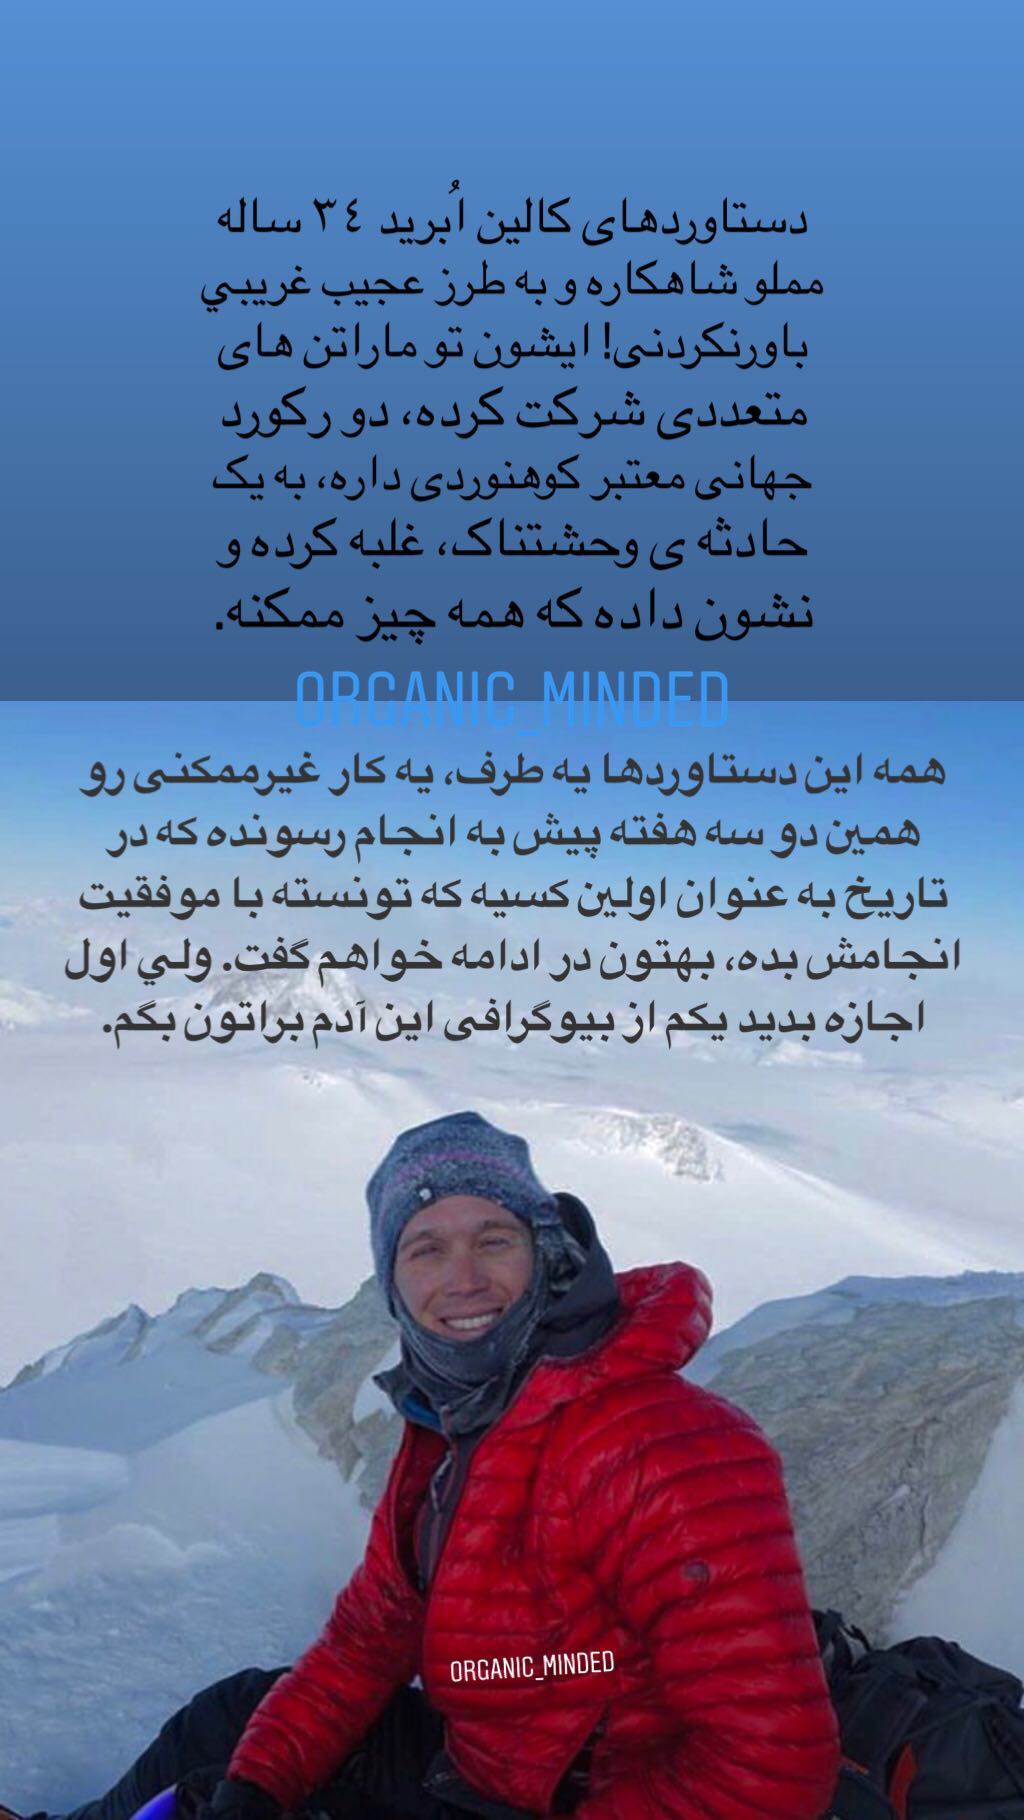 دستاوردهای کالین اُبرید ٣٤ ساله
مملو شاهکاره و به طرز عجیب غریبي
باورنکردنی! ایشون تو ماراتن های
متعددی شرکت کرده، دو رکورد
جهانی معتبر کوهنوردی داره، به یک
حادثه ی وحشتناک، غلبه کرده و
نشون داده که همه چیز ممکنه.
ORGANIC_MINDED
همه این دستاوردها یه طرف، یه کار غیرممکنی رو
همین دو سه هفته پیش به انجام رسونده که در
تاریخ به عنوان اولین کسیه که تونسته با موفقیت
انجامش بده، بهتون در ادامه خواهم گفت. ولي اول
اجازه بدید یکم از بیوگرافی این آدم براتون بگم.
ORGANIC_MINDED